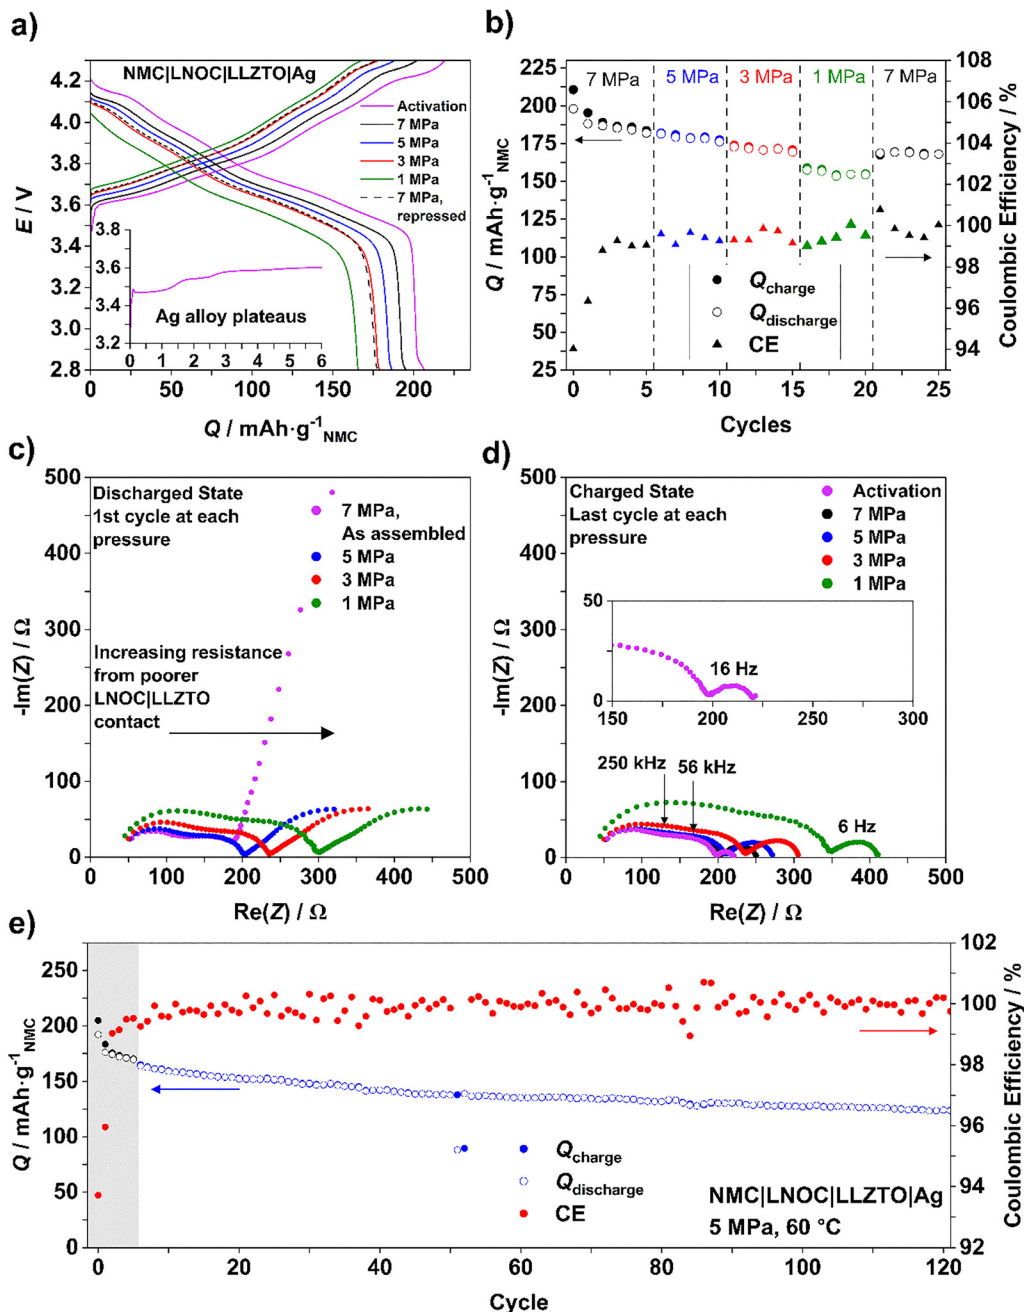 a)
NMC|LNOC|LLZTO|Ag
Activation
7 MPa
5 MPa
3 MPa
1 MPa
7 MPa,
repressed
4.2
4.0
3.8
3.6
3.4
3.2
3.0
2.8
E / V
3.8
3.6
3.4
3.2
0 1 2 3 4 5 6
Ag alloy plateaus
0 50 100 150 200
Q / mAh·g⁻¹NMC
b)
7 MPa 5 MPa 3 MPa 1 MPa 7 MPa
225
200
175
150
125
100
75
50
25
Q / mAh·g⁻¹NMC
108
106
104
102
100
98
96
94
Coulombic Efficiency / %
Qcharge
Qdischarge
CE
0 5 10 15 20 25
Cycles
c)
Discharged State
1st cycle at each
pressure
7 MPa,
As assembled
5 MPa
3 MPa
1 MPa
Increasing resistance
from poorer
LNOC|LLZTO
contact
500
400
300
200
100
0
-Im(Z) / Ω
0 100 200 300 400 500
Re(Z) / Ω
d)
Charged State
Last cycle at each
pressure
Activation
7 MPa
5 MPa
3 MPa
1 MPa
50
25
0
16 Hz
150 200 250 300
250 kHz
56 kHz
6 Hz
500
400
300
200
100
0
-Im(Z) / Ω
0 100 200 300 400 500
Re(Z) / Ω
e)
250
200
150
100
50
0
Q / mAh·g⁻¹NMC
102
100
98
96
94
92
Coulombic Efficiency / %
Qcharge
Qdischarge
CE
NMC|LNOC|LLZTO|Ag
5 MPa, 60 °C
0 20 40 60 80 100 120
Cycle